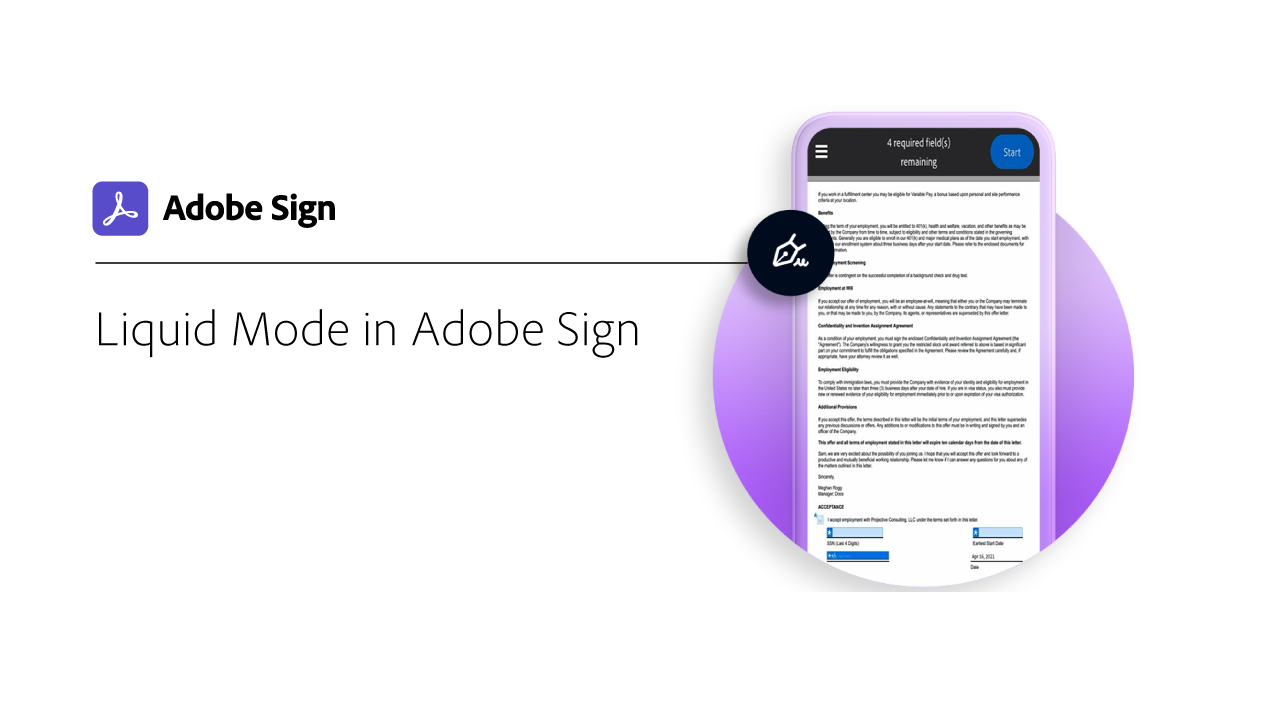 Adobe Sign
Liquid Mode in Adobe Sign
4 required field(s)
remaining
Start
If you work in a fulfillment center you may be eligible for Variable Pay, a bonus based upon personal and site performance
criteria at your location.
Benefits
the term of your employment, you will be entitled to 401(k), health and welfare, vacation, and other benefits as may be
by the Company from time to time, subject to eligibility and other terms and conditions stated in the governing
Generally you are eligible to enroll in our 401(k) and major medical plans as of the date you start employment, with
our enrollment system about three business days after your start date. Please refer to the enclosed documents for
Screening
is contingent on the successful completion of a background check and drug test.
Employment at Will
If you accept our offer of employment, you will be an employee-at-will, meaning that either you or the Company may terminate
our relationship at any time for any reason, with or without cause. Any statements to the contrary that may have been made to
you, or that may be made to you, by the Company, its agents, or representatives are superseded by this offer letter.
Confidentiality and Invention Assignment Agreement
As a condition of your employment, you must sign the enclosed Confidentiality and Invention Assignment Agreement (the
"Agreement"). The Company's willingness to grant you the restricted stock unit award referred to above is based in significant
part on your commitment to fulfill the obligations specified in the Agreement. Please review the Agreement carefully and, if
appropriate, have your attorney review it as well.
Employment Eligibility
To comply with immigration laws, you must provide the Company with evidence of your identity and eligibility for employment in
the United States no later than three (3) business days after your date of hire. If you are in visa status, you also must provide
new or renewed evidence of your eligibility for employment immediately prior to or upon expiration of your visa authorization.
Additional Provisions
If you accept this offer, the terms described in this letter will be the initial terms of your employment, and this letter supersedes
any previous discussions or offers. Any additions to or modifications to this offer must be in writing and signed by you and an
officer of the Company.
This offer and all terms of employment stated in this letter will expire ten calendar days from the date of this letter.
Sam, we are very excited about the possibility of you joining us. I hope that you will accept this offer and look forward to a
productive and mutually beneficial working relationship. Please let me know if I can answer any questions for you about any of
the matters outlined in this letter.
Sincerely,
Meghan Rogy
Manager, Docs
ACCEPTANCE
I accept employment with Projective Consulting, LLC under the terms set forth in this letter.
SSN (Last 4 Digits)
Earliest Start Date
Apr 16, 2021
Date